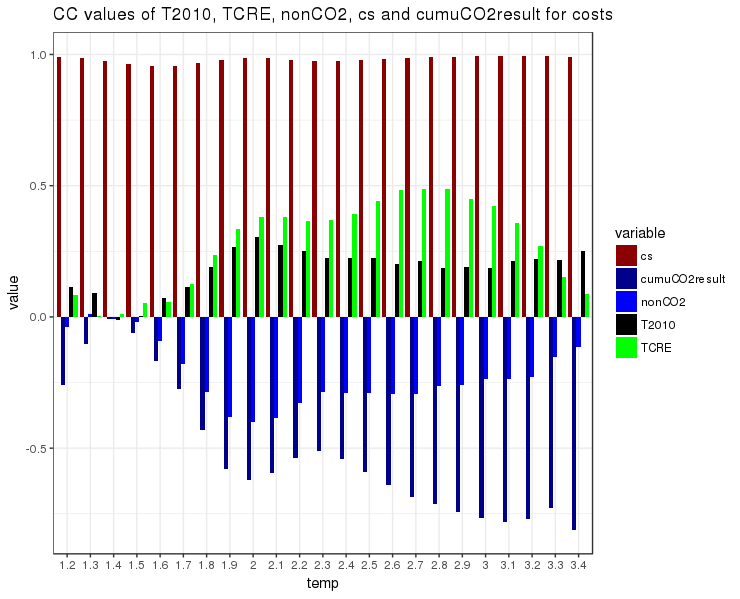 CC values of T2010, TCRE, nonCO2, cs and cumuCO2result for costs
1.0
0.5
0.0
-0.5
value
1.2 1.3 1.4 1.5 1.6 1.7 1.8 1.9 2 2.1 2.2 2.3 2.4 2.5 2.6 2.7 2.8 2.9 3 3.1 3.2 3.3 3.4
temp
variable
cs
cumuCO2result
nonCO2
T2010
TCRE